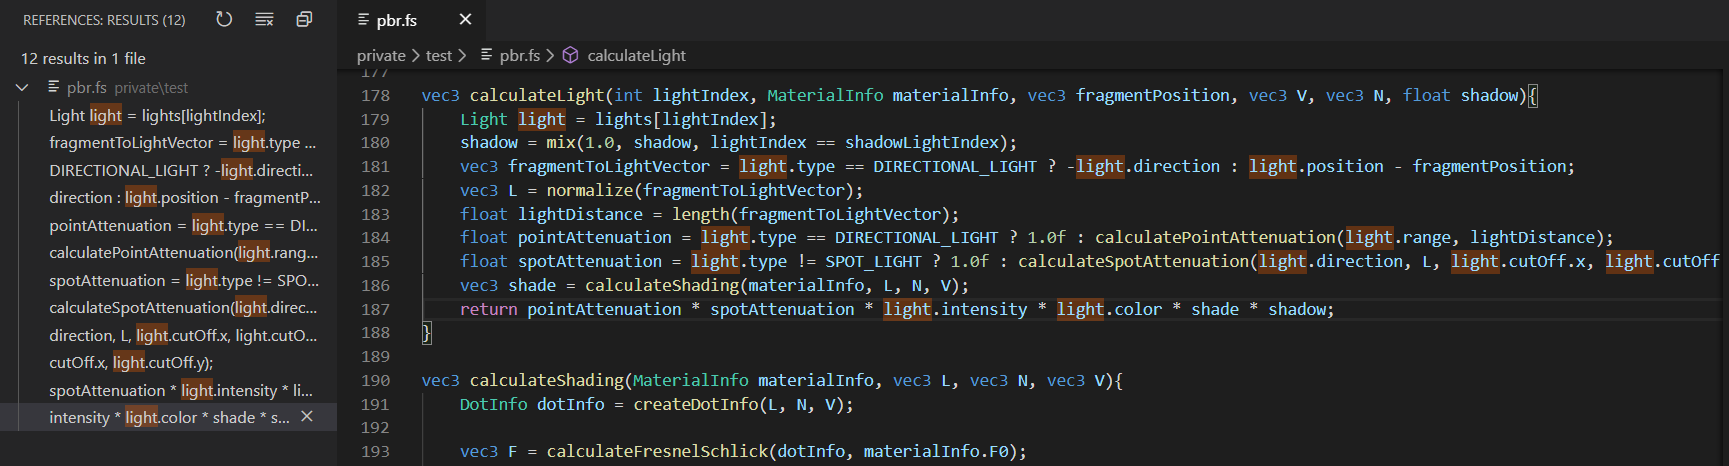 REFERENCES: RESULTS (12)
12 results in 1 file
pbr.fs private\test
Light light = lights[lightIndex];
fragmentToLightVector = light.type ...
DIRECTIONAL_LIGHT ? -light.directi...
direction : light.position - fragmentP...
pointAttenuation = light.type == DI...
calculatePointAttenuation(light.rang...
spotAttenuation = light.type != SPO...
calculateSpotAttenuation(light.direc...
direction, L, light.cutOff.x, light.cutO...
cutOff.x, light.cutOff.y);
spotAttenuation * light.intensity * li...
intensity * light.color * shade * s...
pbr.fs
private > test > pbr.fs > calculateLight
177
178 vec3 calculateLight(int lightIndex, MaterialInfo materialInfo, vec3 fragmentPosition, vec3 V, vec3 N, float shadow){
179 Light light = lights[lightIndex];
180 shadow = mix(1.0, shadow, lightIndex == shadowLightIndex);
181 vec3 fragmentToLightVector = light.type == DIRECTIONAL_LIGHT ? -light.direction : light.position - fragmentPosition;
182 vec3 L = normalize(fragmentToLightVector);
183 float lightDistance = length(fragmentToLightVector);
184 float pointAttenuation = light.type == DIRECTIONAL_LIGHT ? 1.0f : calculatePointAttenuation(light.range, lightDistance);
185 float spotAttenuation = light.type != SPOT_LIGHT ? 1.0f : calculateSpotAttenuation(light.direction, L, light.cutOff.x, light.cutOff
186 vec3 shade = calculateShading(materialInfo, L, N, V);
187 return pointAttenuation * spotAttenuation * light.intensity * light.color * shade * shadow;
188 }
189
190 vec3 calculateShading(MaterialInfo materialInfo, vec3 L, vec3 N, vec3 V){
191 DotInfo dotInfo = createDotInfo(L, N, V);
192
193 vec3 F = calculateFresnelSchlick(dotInfo, materialInfo.F0);